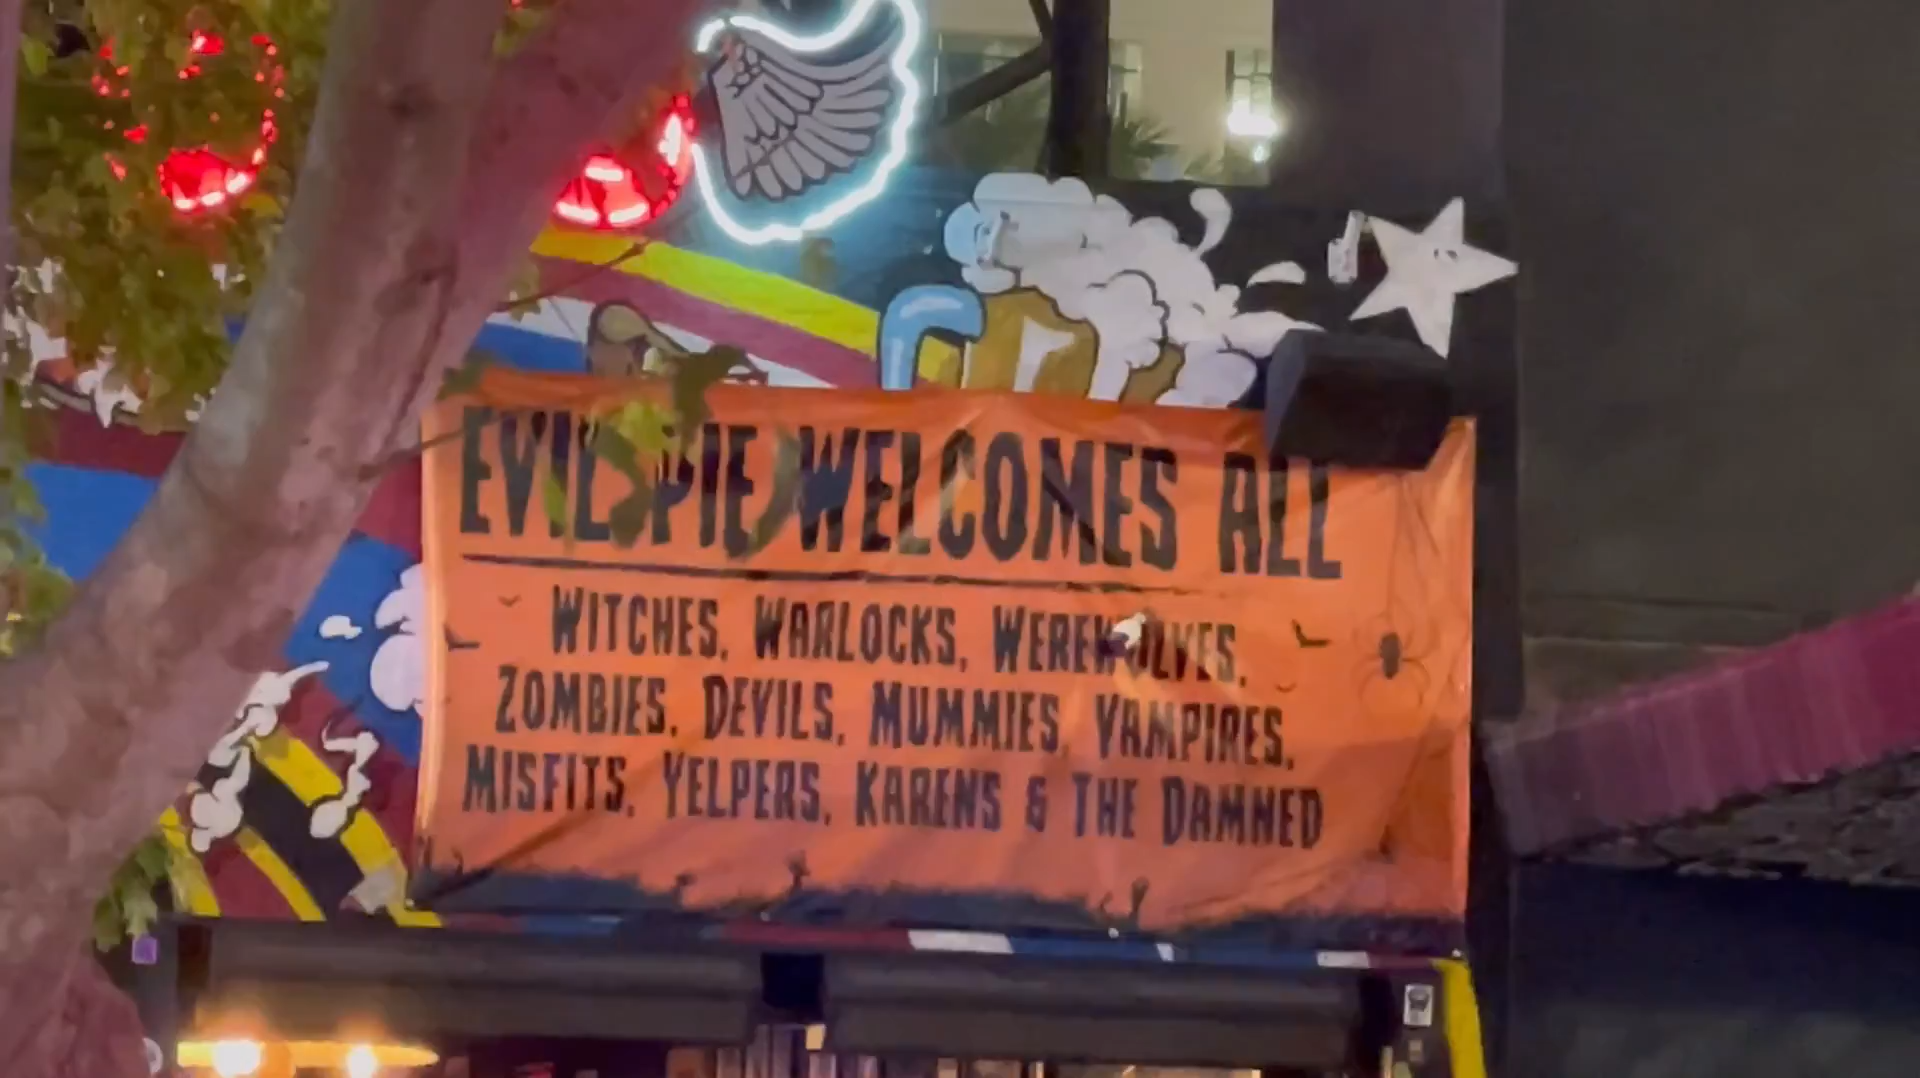 EVIL PIE WELCOMES ALL
WITCHES, WARLOCKS, WEREWOLVES,
ZOMBIES, DEVILS, MUMMIES, VAMPIRES,
MISFITS, YELPERS, KARENS & THE DAMNED